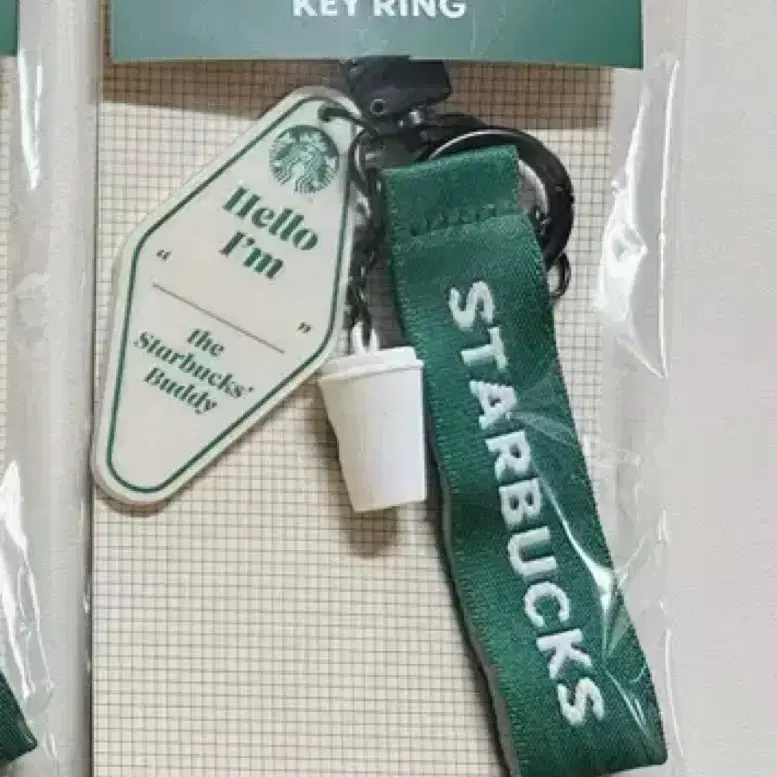 KEY RING
Hello
I'm
“
”
the
Starbucks'
Buddy
STARBUCKS